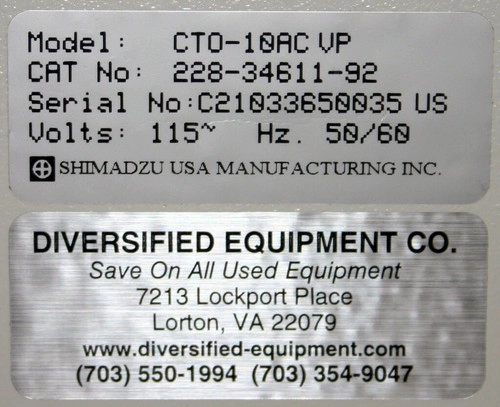 Model: CTO-10AC VP
CAT No: 228-34611-92
Serial No:C21033650035 US
Volts: 115~ Hz. 50/60
SHIMADZU USA MANUFACTURING INC.
DIVERSIFIED EQUIPMENT CO.
Save On All Used Equipment
7213 Lockport Place
Lorton, VA 22079
www.diversified-equipment.com
(703) 550-1994 (703) 354-9047